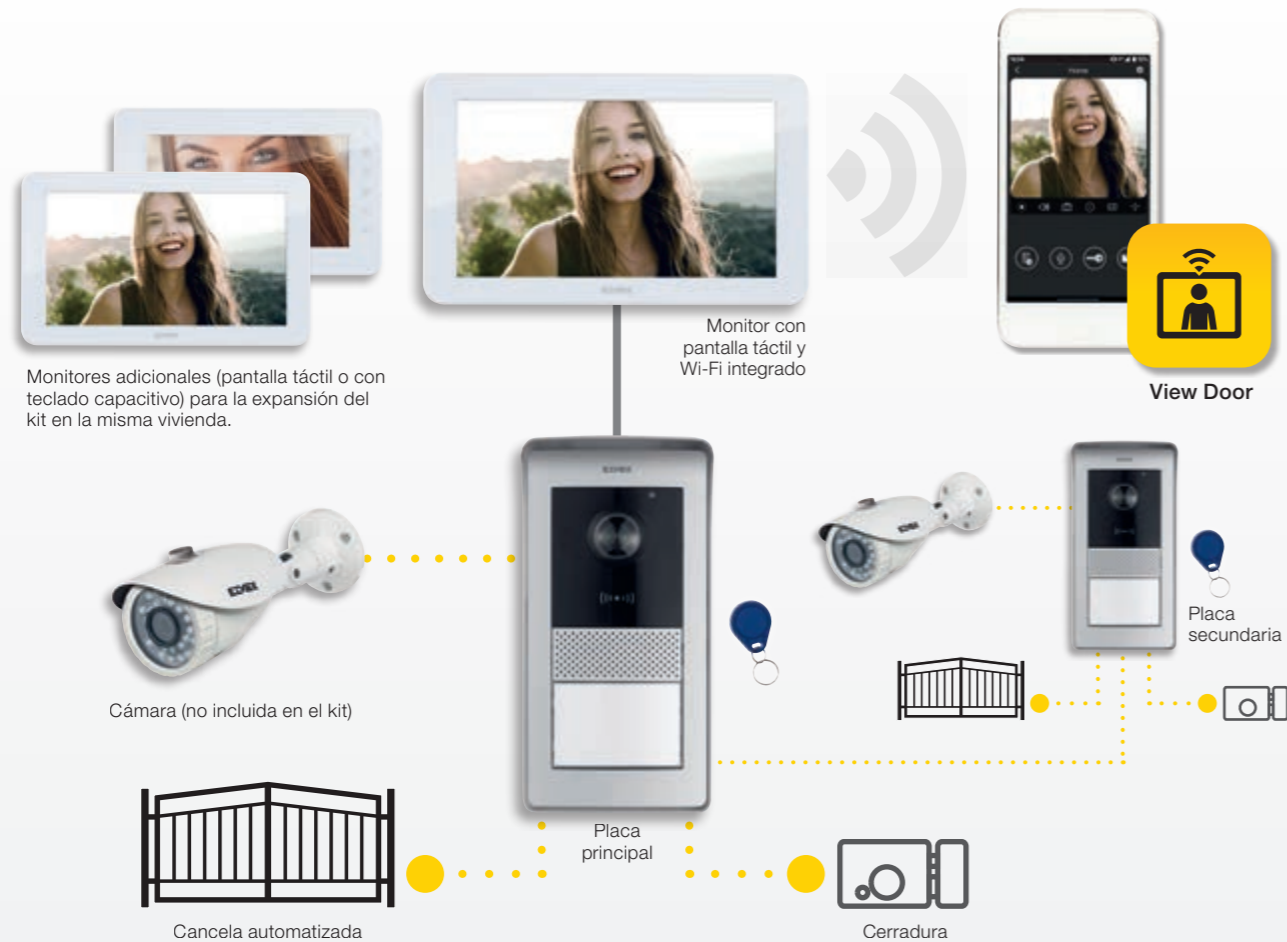 Monitores adicionales (pantalla táctil o con
teclado capacitivo) para la expansión del
kit en la misma vivienda.
Monitor con
pantalla táctil y
Wi-Fi integrado
View Door
Cámara (no incluida en el kit)
Placa
secundaria
Placa
principal
Cancela automatizada
Cerradura